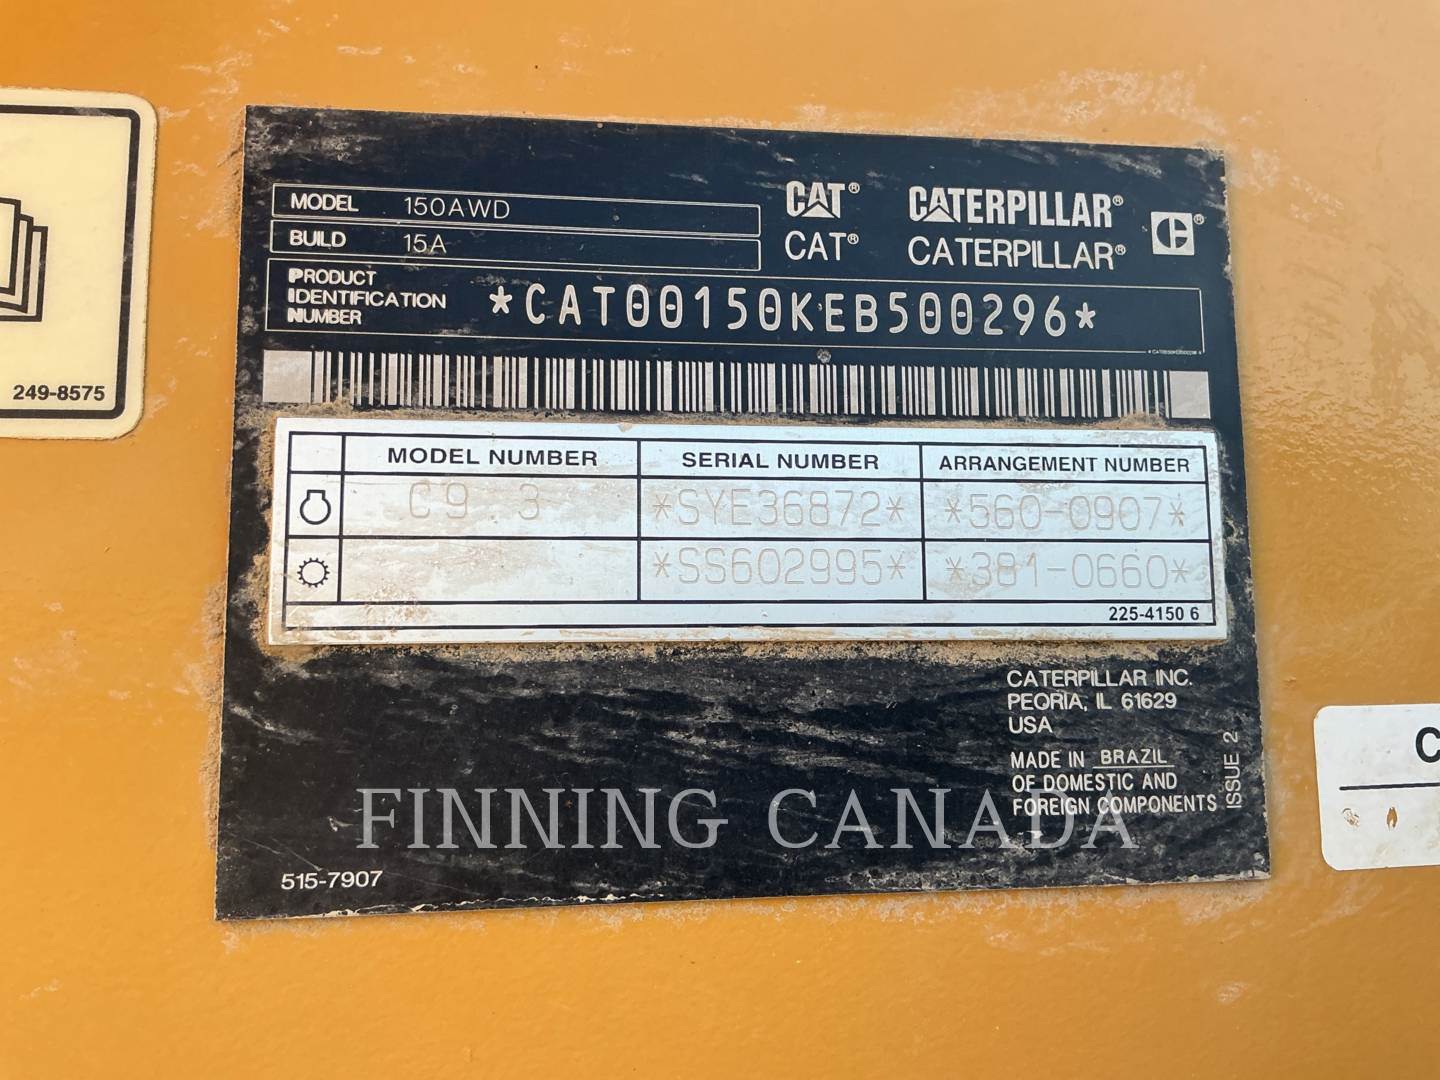 MODEL 150AWD
BUILD 15A
CAT® CATERPILLAR®
CAT® CATERPILLAR®
PRODUCT
IDENTIFICATION
NUMBER
*CAT00150KEB500296*
249-8575
MODEL NUMBER SERIAL NUMBER ARRANGEMENT NUMBER
C9.3 *SYE36872* *560-0907*
*SS602995* *381-0660*
225-4150 6
CATERPILLAR INC.
PEORIA, IL 61629
USA
MADE IN BRAZIL
OF DOMESTIC AND
FOREIGN COMPONENTS
ISSUE 2
FINNING CANADA
515-7907
C